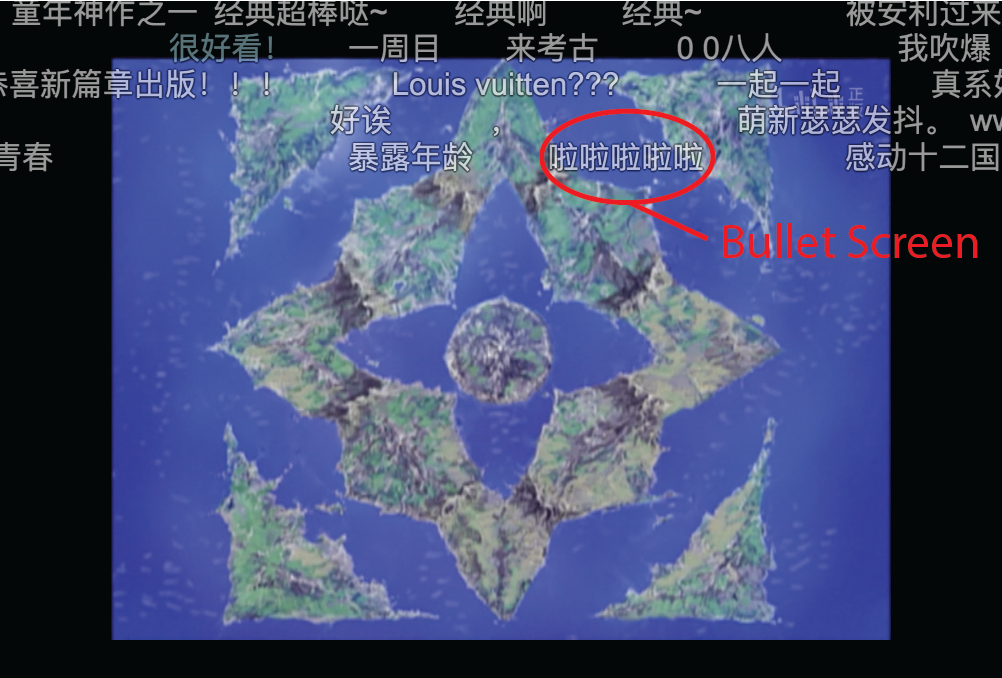 童年神作之一 经典超棒哒~ 经典啊 经典~ 被安利过来
很好看! 一周目 来考古 0 0八人 我吹爆
恭喜新篇章出版!!! Louis vuitten??? 一起一起 真系好
好诶 , 萌新瑟瑟发抖。 ww
青春 暴露年龄 啦啦啦啦啦 感动十二国
Bullet Screen